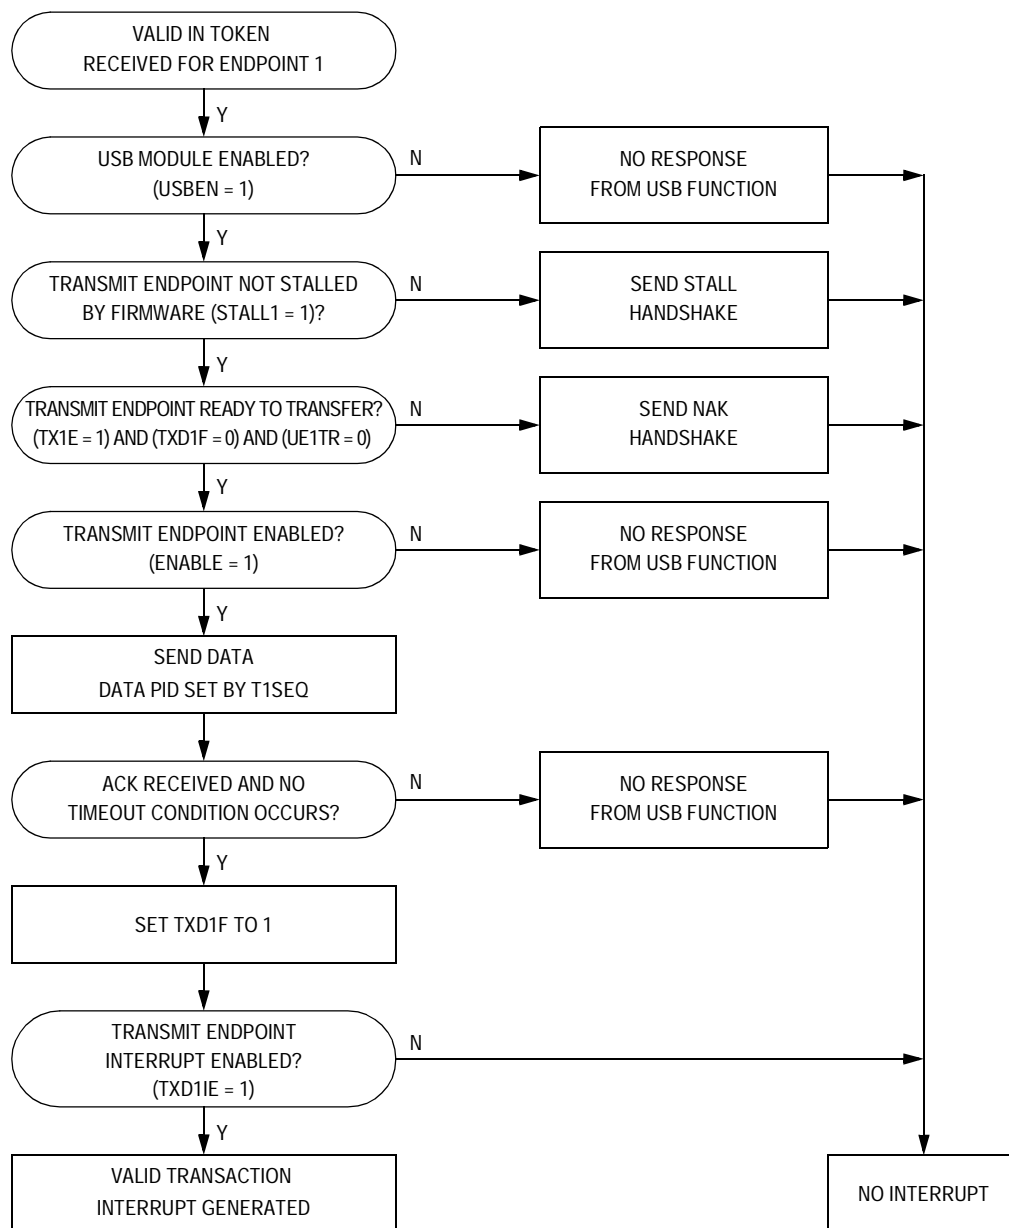 VALID IN TOKEN
RECEIVED FOR ENDPOINT 1
Y
USB MODULE ENABLED?
(USBEN = 1)
N
NO RESPONSE
FROM USB FUNCTION
Y
TRANSMIT ENDPOINT NOT STALLED
BY FIRMWARE (STALL1 = 1)?
N
SEND STALL
HANDSHAKE
Y
TRANSMIT ENDPOINT READY TO TRANSFER?
(TX1E = 1) AND (TXD1F = 0) AND (UE1TR = 0)
N
SEND NAK
HANDSHAKE
Y
TRANSMIT ENDPOINT ENABLED?
(ENABLE = 1)
N
NO RESPONSE
FROM USB FUNCTION
Y
SEND DATA
DATA PID SET BY T1SEQ
ACK RECEIVED AND NO
TIMEOUT CONDITION OCCURS?
N
NO RESPONSE
FROM USB FUNCTION
Y
SET TXD1F TO 1
TRANSMIT ENDPOINT
INTERRUPT ENABLED?
(TXD1IE = 1)
N
Y
VALID TRANSACTION
INTERRUPT GENERATED
NO INTERRUPT